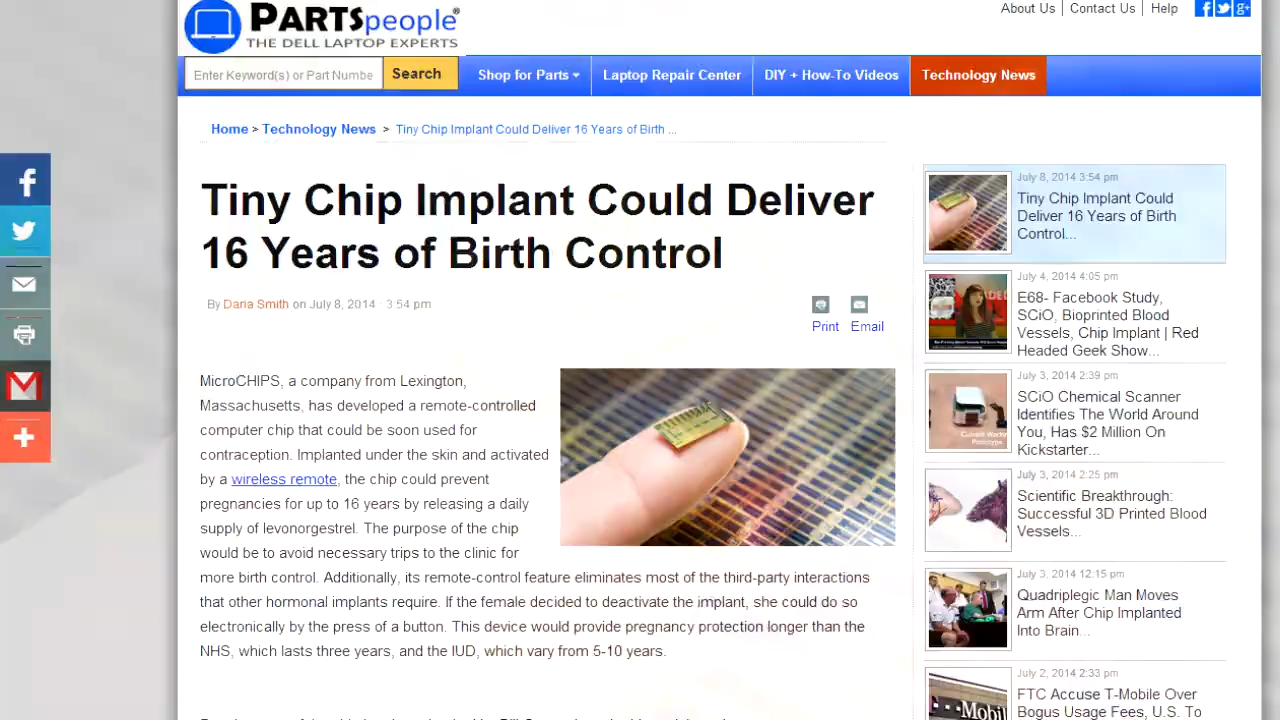 PARTSpeople®
THE DELL LAPTOP EXPERTS
About Us | Contact Us | Help
Enter Keyword(s) or Part Numbe
Search
Shop for Parts
Laptop Repair Center
DIY + How-To Videos
Technology News
Home > Technology News > Tiny Chip Implant Could Deliver 16 Years of Birth ...
Tiny Chip Implant Could Deliver
16 Years of Birth Control
By Daria Smith on July 8, 2014 · 3:54 pm
Print Email
MicroCHIPS, a company from Lexington,
Massachusetts, has developed a remote-controlled
computer chip that could be soon used for
contraception. Implanted under the skin and activated
by a wireless remote, the chip could prevent
pregnancies for up to 16 years by releasing a daily
supply of levonorgestrel. The purpose of the chip
would be to avoid necessary trips to the clinic for
more birth control. Additionally, its remote-control feature eliminates most of the third-party interactions
that other hormonal implants require. If the female decided to deactivate the implant, she could do so
electronically by the press of a button. This device would provide pregnancy protection longer than the
NHS, which lasts three years, and the IUD, which vary from 5-10 years.
July 8, 2014 3:54 pm
Tiny Chip Implant Could
Deliver 16 Years of Birth
Control...
July 4, 2014 4:05 pm
E68- Facebook Study,
SCiO, Bioprinted Blood
Vessels, Chip Implant | Red
Headed Geek Show...
July 3, 2014 2:39 pm
SCiO Chemical Scanner
Identifies The World Around
You, Has $2 Million On
Kickstarter...
Current Working
Prototype
July 3, 2014 2:25 pm
Scientific Breakthrough:
Successful 3D Printed Blood
Vessels...
July 3, 2014 12:15 pm
Quadriplegic Man Moves
Arm After Chip Implanted
Into Brain...
July 2, 2014 2:33 pm
FTC Accuse T-Mobile Over
Bogus Usage Fees, U.S. To
Mobil